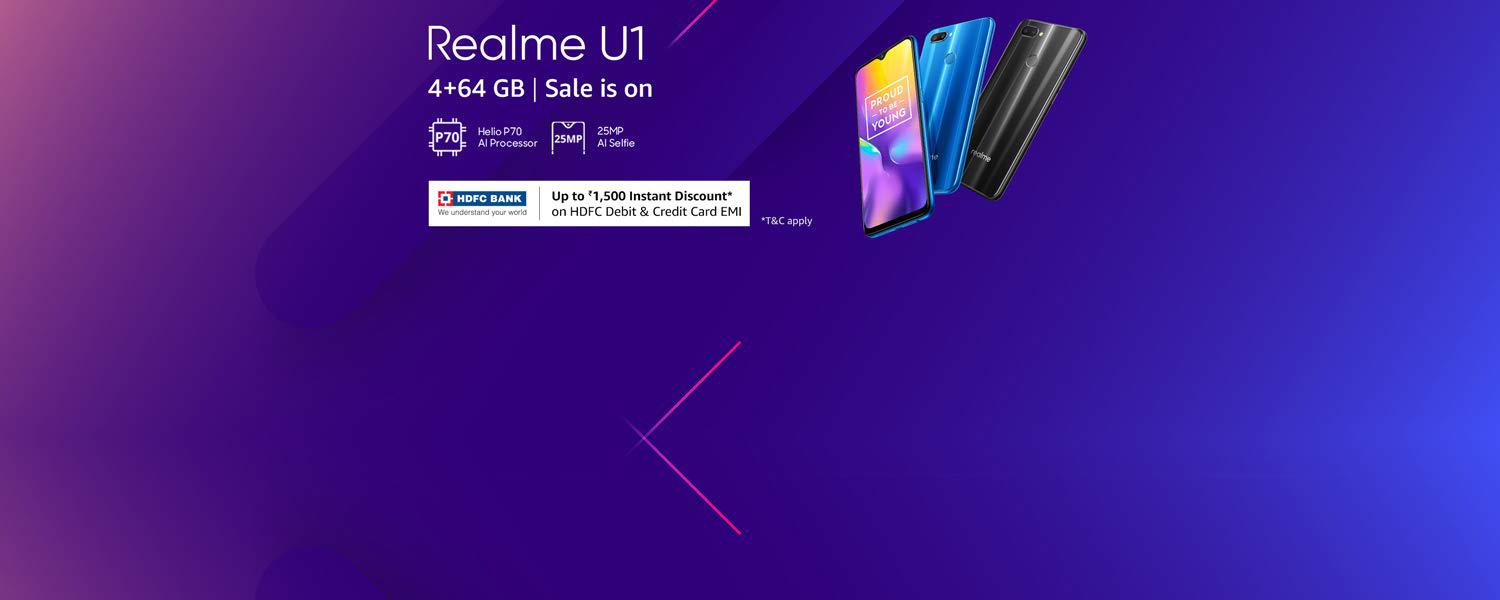 Realme U1
4+64 GB | Sale is on
P70
Helio P70
AI Processor
25MP
25MP
AI Selfie
HDFC BANK
We understand your world
Up to ₹1,500 Instant Discount*
on HDFC Debit & Credit Card EMI
*T&C apply
PROUD
TO BE
YOUNG
realme